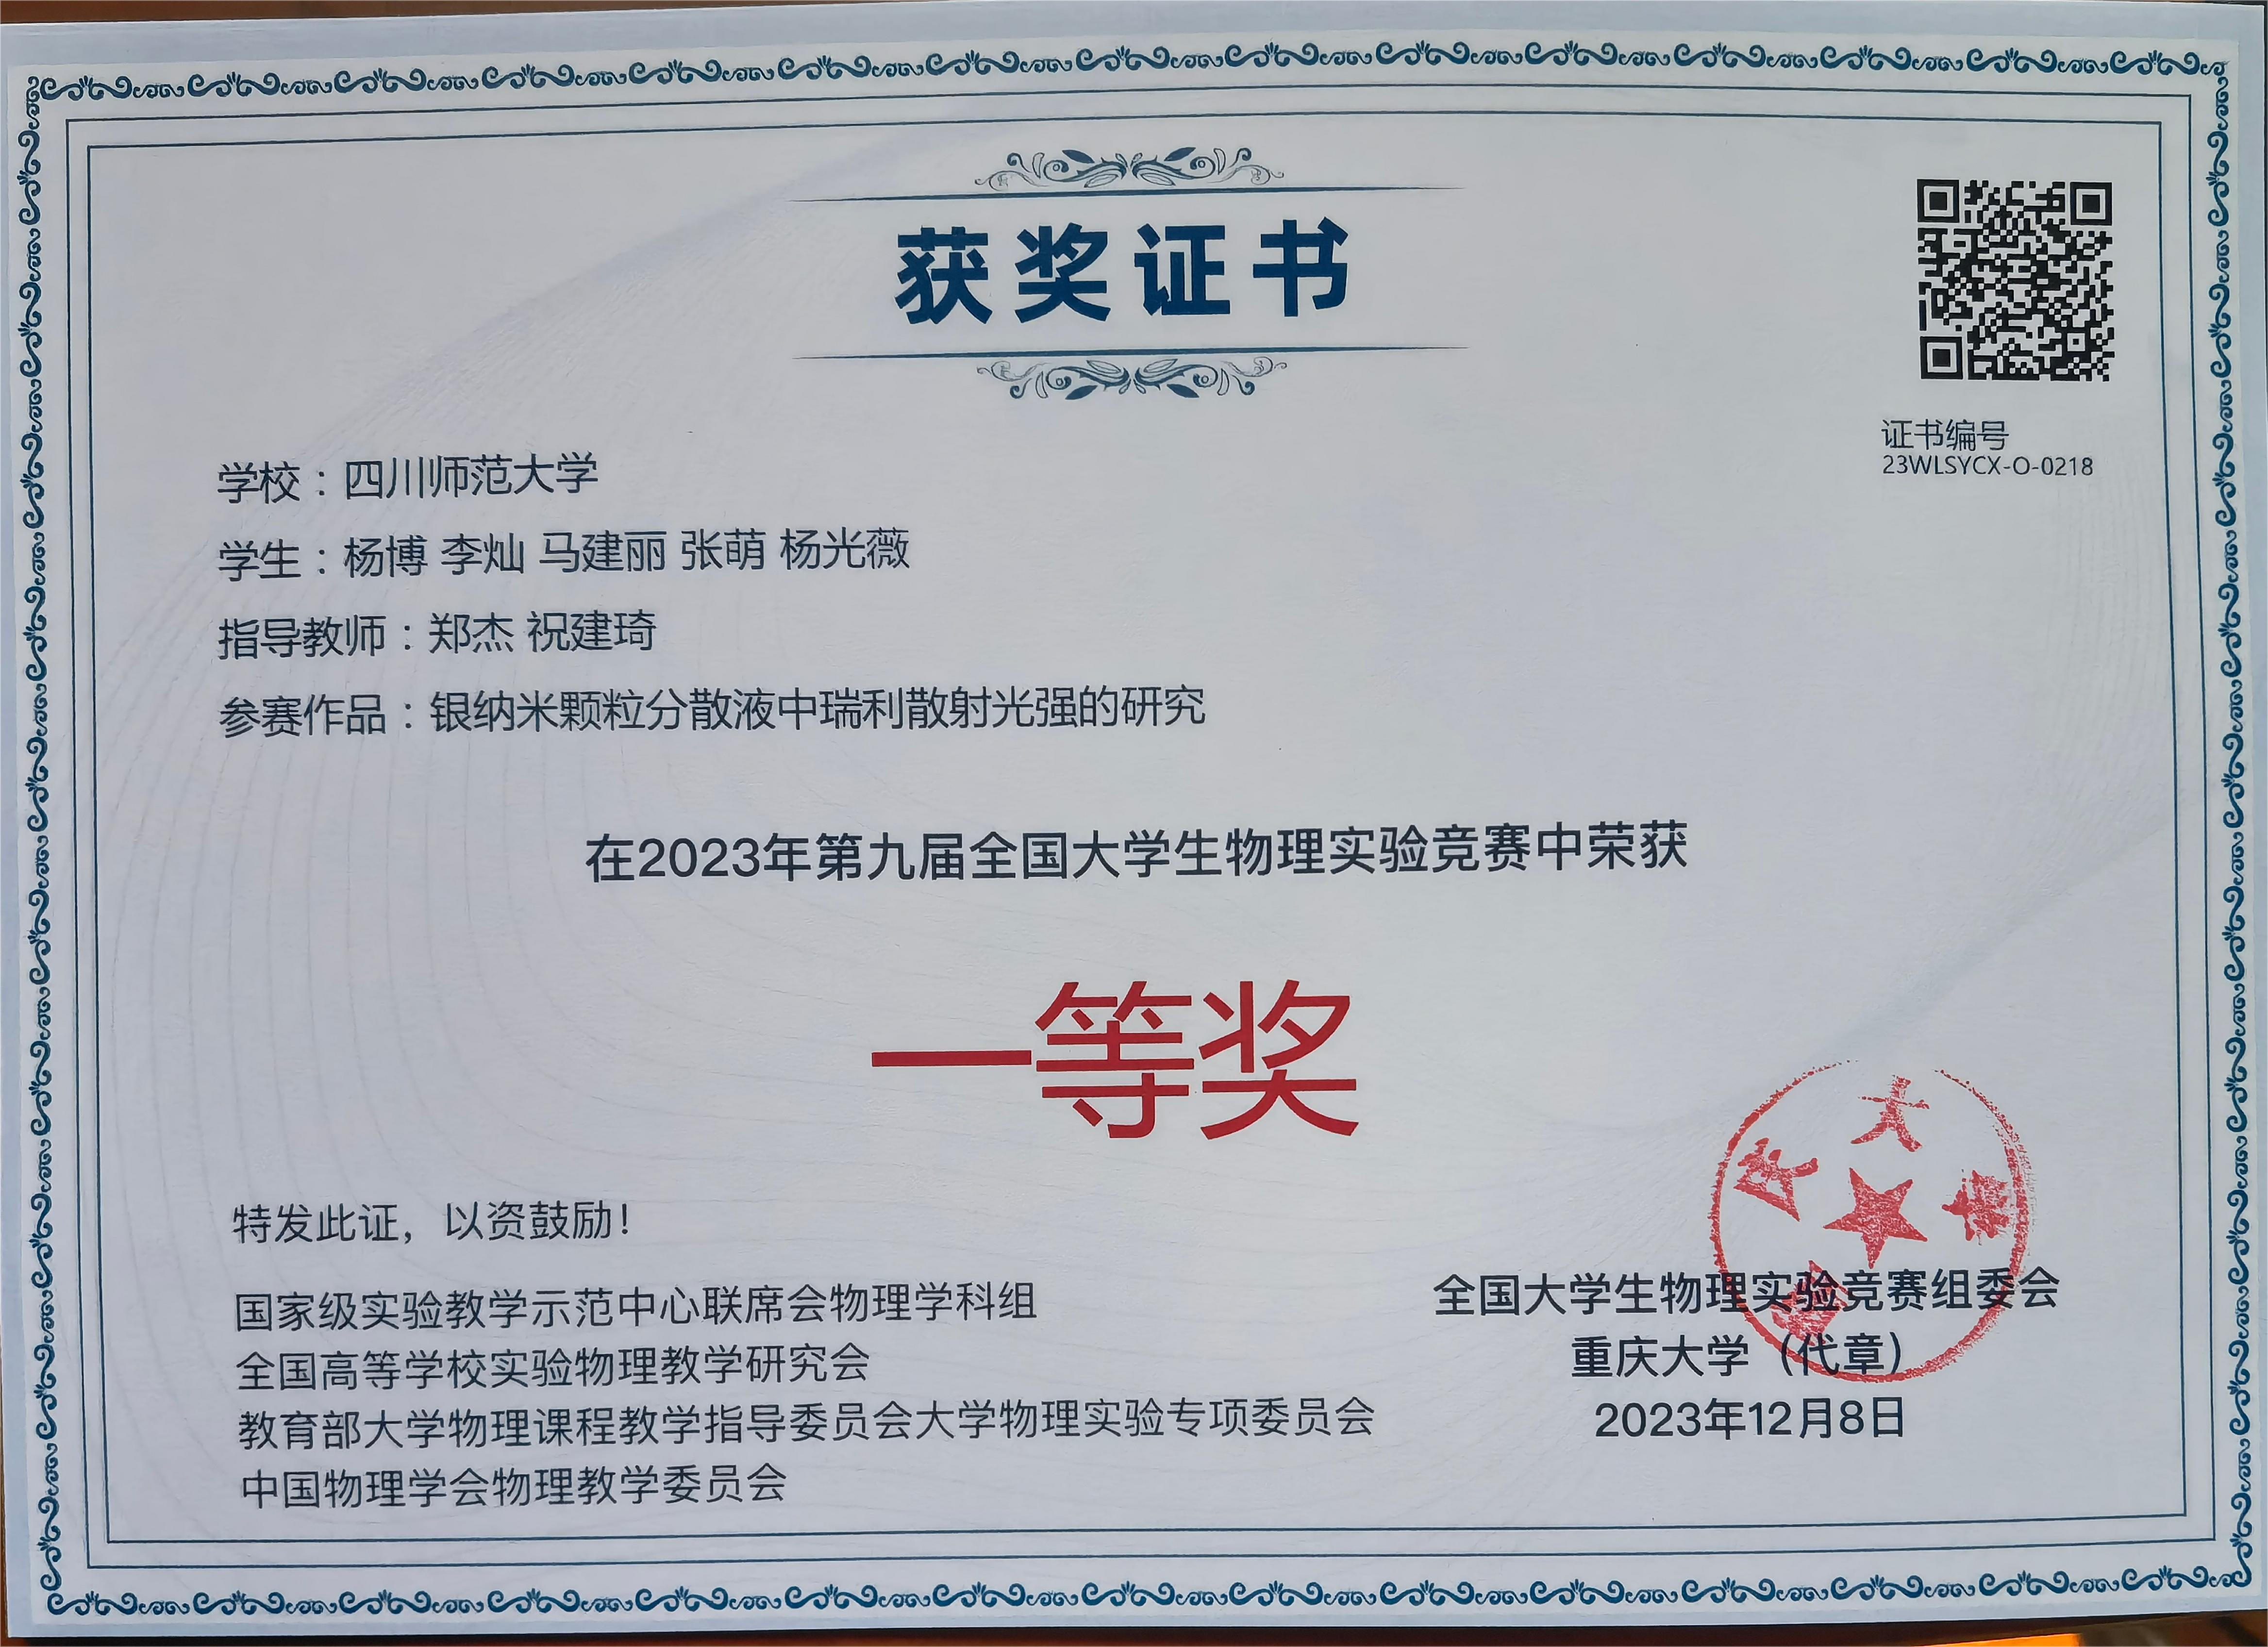 获奖证书
证书编号
23WLSYCX-O-0218
学校：四川师范大学
学生：杨博 李灿 马建丽 张萌 杨光薇
指导教师：郑杰 祝建琦
参赛作品：银纳米颗粒分散液中瑞利散射光强的研究
在2023年第九届全国大学生物理实验竞赛中荣获
一等奖
特发此证，以资鼓励！
国家级实验教学示范中心联席会物理学科组
全国高等学校实验物理教学研究会
教育部大学物理课程教学指导委员会大学物理实验专项委员会
中国物理学会物理教学委员会
全国大学生物理实验竞赛组委会
重庆大学（代章）
2023年12月8日